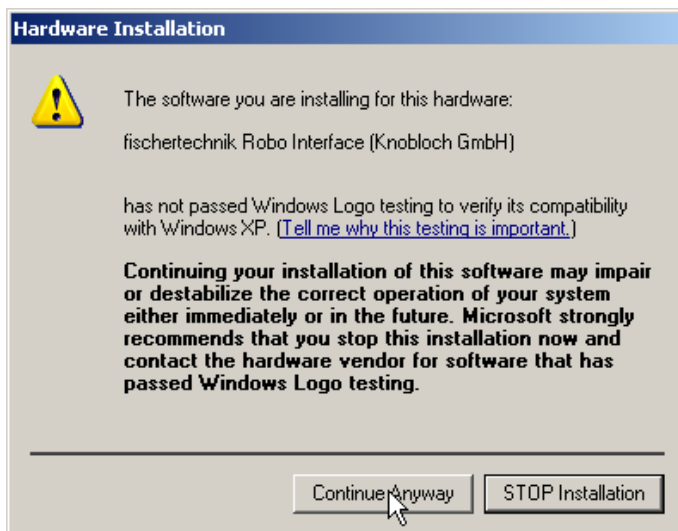 Hardware Installation
The software you are installing for this hardware:
fischertechnik Robo Interface (Knobloch GmbH)
has not passed Windows Logo testing to verify its compatibility
with Windows XP. (Tell me why this testing is important.)
Continuing your installation of this software may impair
or destabilize the correct operation of your system
either immediately or in the future. Microsoft strongly
recommends that you stop this installation now and
contact the hardware vendor for software that has
passed Windows Logo testing.
Continue Anyway
STOP Installation